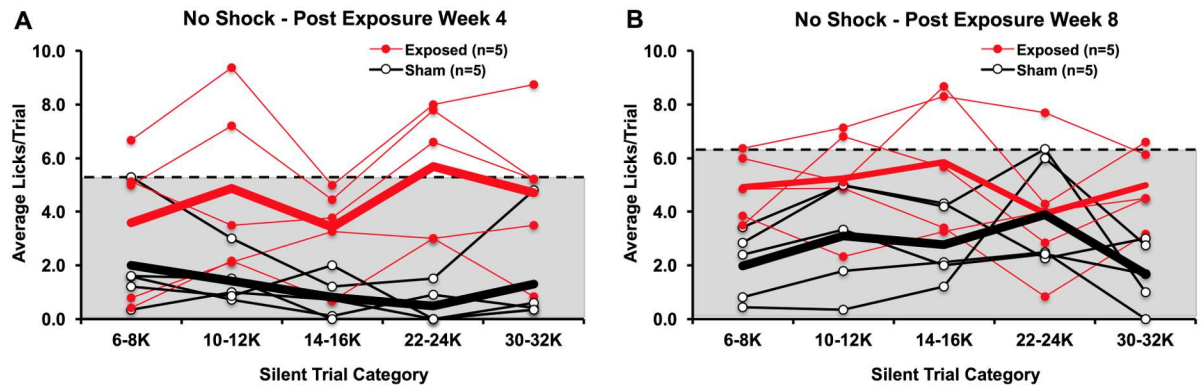 A
No Shock - Post Exposure Week 4
Exposed (n=5)
Sham (n=5)
Average Licks/Trial
10.0
8.0
6.0
4.0
2.0
0.0
6-8K 10-12K 14-16K 22-24K 30-32K
Silent Trial Category
B
No Shock - Post Exposure Week 8
Exposed (n=5)
Sham (n=5)
Average Licks/Trial
10.0
8.0
6.0
4.0
2.0
0.0
6-8K 10-12K 14-16K 22-24K 30-32K
Silent Trial Category